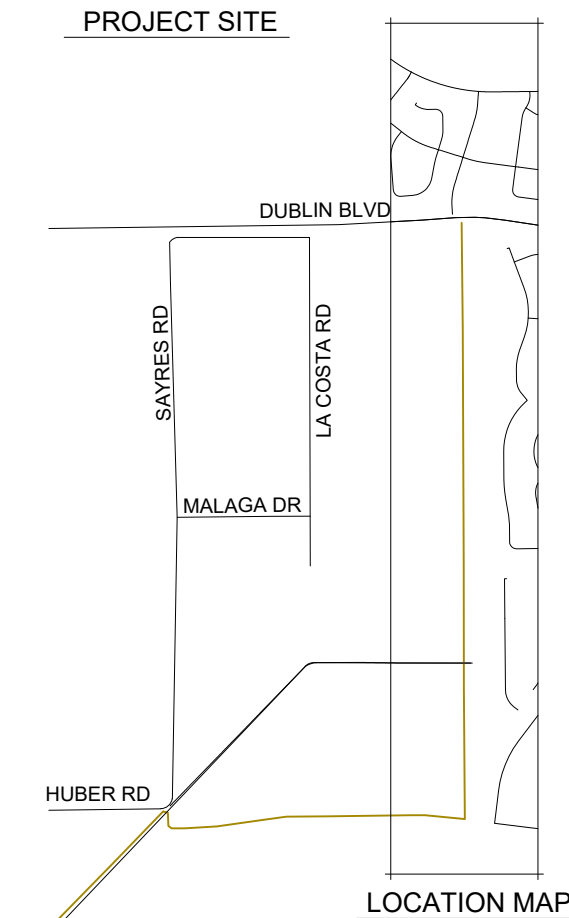 PROJECT SITE
DUBLIN BLVD
SAYRES RD
LA COSTA RD
MALAGA DR
HUBER RD
LOCATION MAP